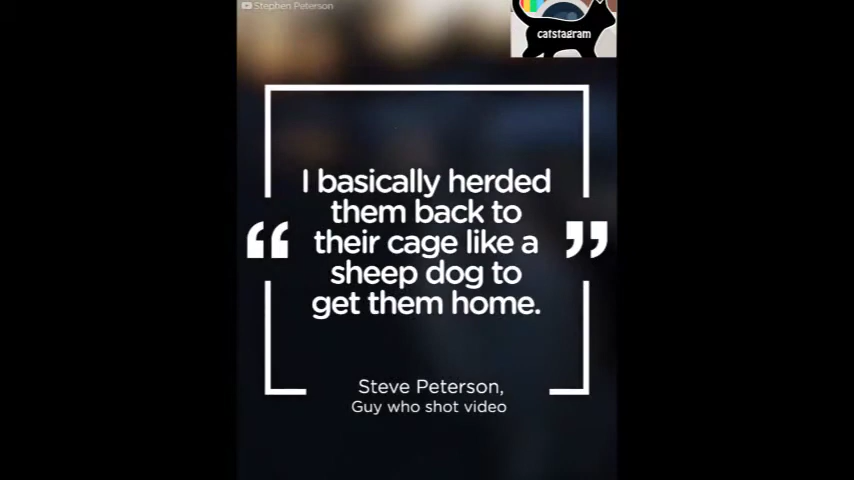 Stephen Peterson
catstagram
I basically herded
them back to
their cage like a
“ ”
sheep dog to
get them home.
Steve Peterson,
Guy who shot video